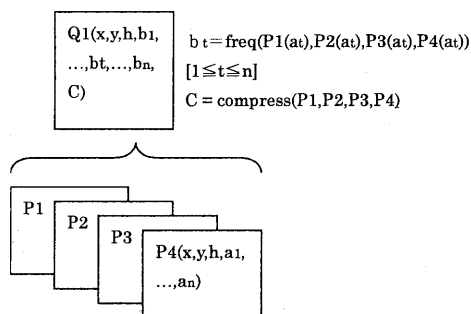 Q1(x,y,h,b1,
…,bt,…,bn,
C)
bt=freq(P1(at),P2(at),P3(at),P4(at))
[1≦t≦n]
C=compress(P1,P2,P3,P4)
P1
P2
P3
P4(x,y,h,a1,
…,an)